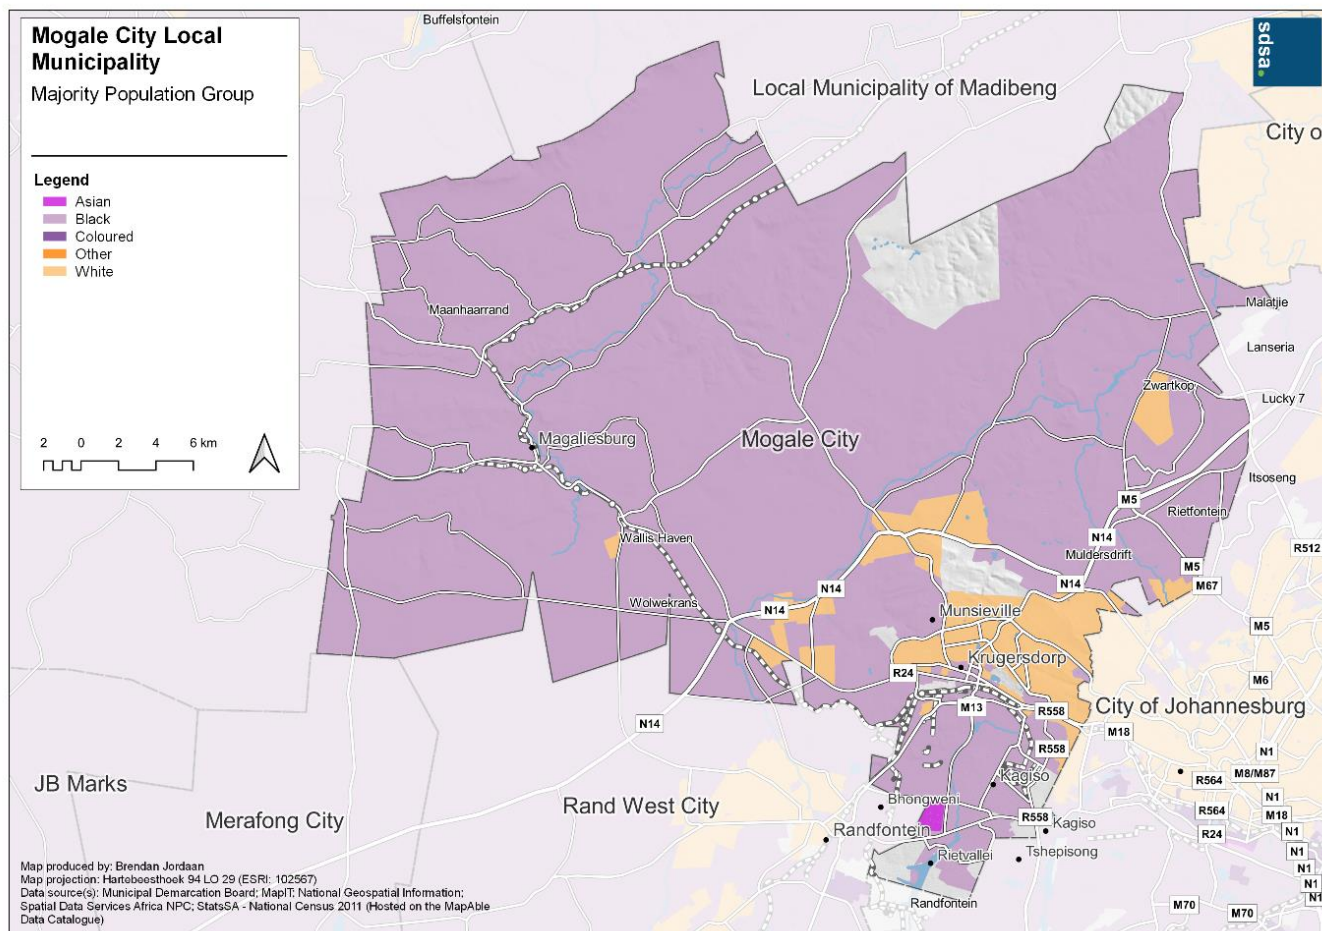 Mogale City Local
Municipality
Majority Population Group
Legend
Asian
Black
Coloured
Other
White
2 0 2 4 6 km
Map produced by: Brendan Jordaan
Map projection: Hartebeesthoek 94 LO 29 (ESRI: 102567)
Data source(s): Municipal Demarcation Board; MapIT; National Geospatial Information;
Spatial Data Services Africa NPC; StatsSA - National Census 2011 (Hosted on the MapAble
Data Catalogue)
sdsa.
Buffelsfontein
Local Municipality of Madibeng
City o
Maanhaarrand
Malatjie
Lanseria
Zwartkop
Lucky 7
Magaliesburg
Mogale City
Itsoseng
M5
Rietfontein
Wallis Haven
N14
R512
Muldersdrift
M5
N14
M67
N14
Wolwekrans
N14
Munsieville
M5
Krugersdorp
R24
M6
M13
R558
City of Johannesburg
N14
M18
R558
N1
JB Marks
Kagiso
R564
M8/M87
Rand West City
Bhongweni
N1
Merafong City
R558
Kagiso
R564
M18
Randfontein
R24
N1
Rietvallei
Tshepisong
N1
N1
N1
Randfontein
M70
M70
N1